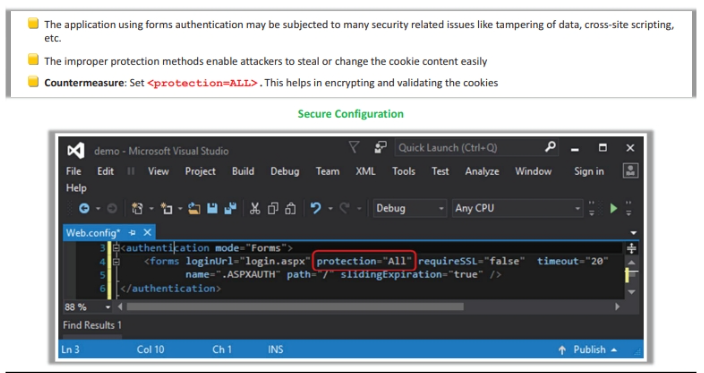 The application using forms authentication may be subjected to many security related issues like tampering of data, cross-site scripting,
etc.
The improper protection methods enable attackers to steal or change the cookie content easily
Countermeasure: Set <protection=ALL>. This helps in encrypting and validating the cookies
Secure Configuration
demo - Microsoft Visual Studio Quick Launch (Ctrl+Q)
File Edit View Project Build Debug Team XML Tools Test Analyze Window Sign in
Help
Debug Any CPU
Web.config*
3 <authentication mode="Forms">
4 <forms loginUrl="login.aspx" protection="All" requireSSL="false" timeout="20"
5 name=".ASPXAUTH" path="/" slidingExpiration="true" />
6 </authentication>
88 %
Find Results 1
Ln 3 Col 10 Ch 1 INS Publish